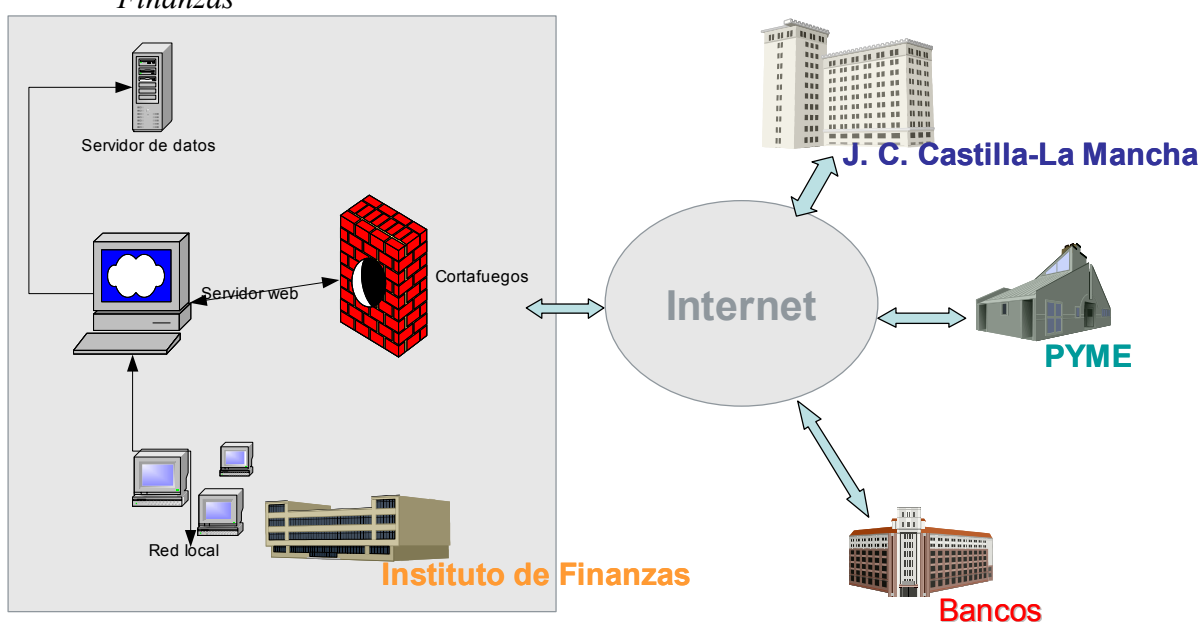 Finanzas
Servidor de datos
Servidor web
Cortafuegos
Red local
Instituto de Finanzas
Internet
J. C. Castilla-La Mancha
PYME
Bancos